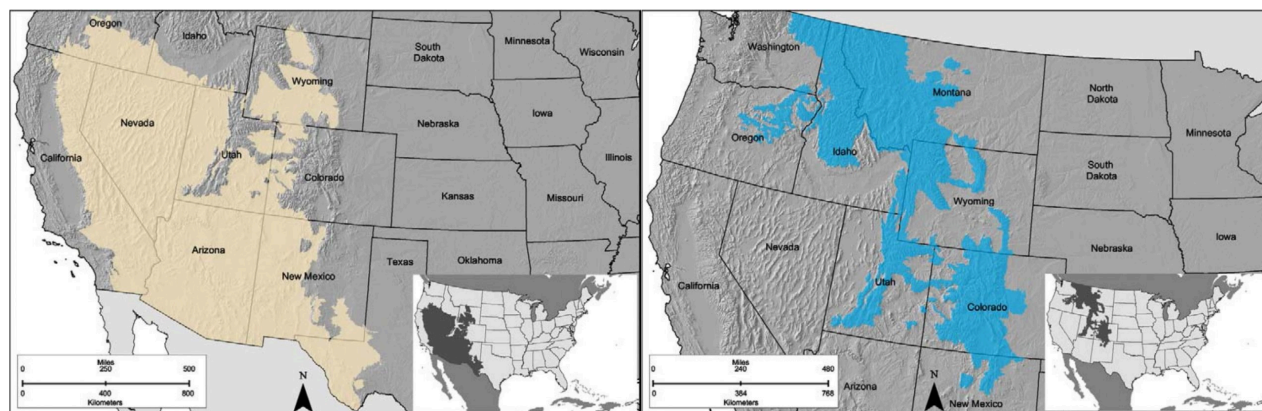 Oregon
Idaho
Wyoming
South
Dakota
Minnesota
Wisconsin
Nevada
Utah
Nebraska
Iowa
California
Colorado
Kansas
Illinois
Missouri
Arizona
New Mexico
Texas
Oklahoma
Miles
0 250 500
0 400 800
Kilometers
N
Washington
Montana
North
Dakota
Minnesota
Oregon
Idaho
South
Dakota
Wyoming
Nevada
Nebraska
Iowa
California
Utah
Colorado
Arizona
New Mexico
Miles
0 240 480
0 384 768
Kilometers
N